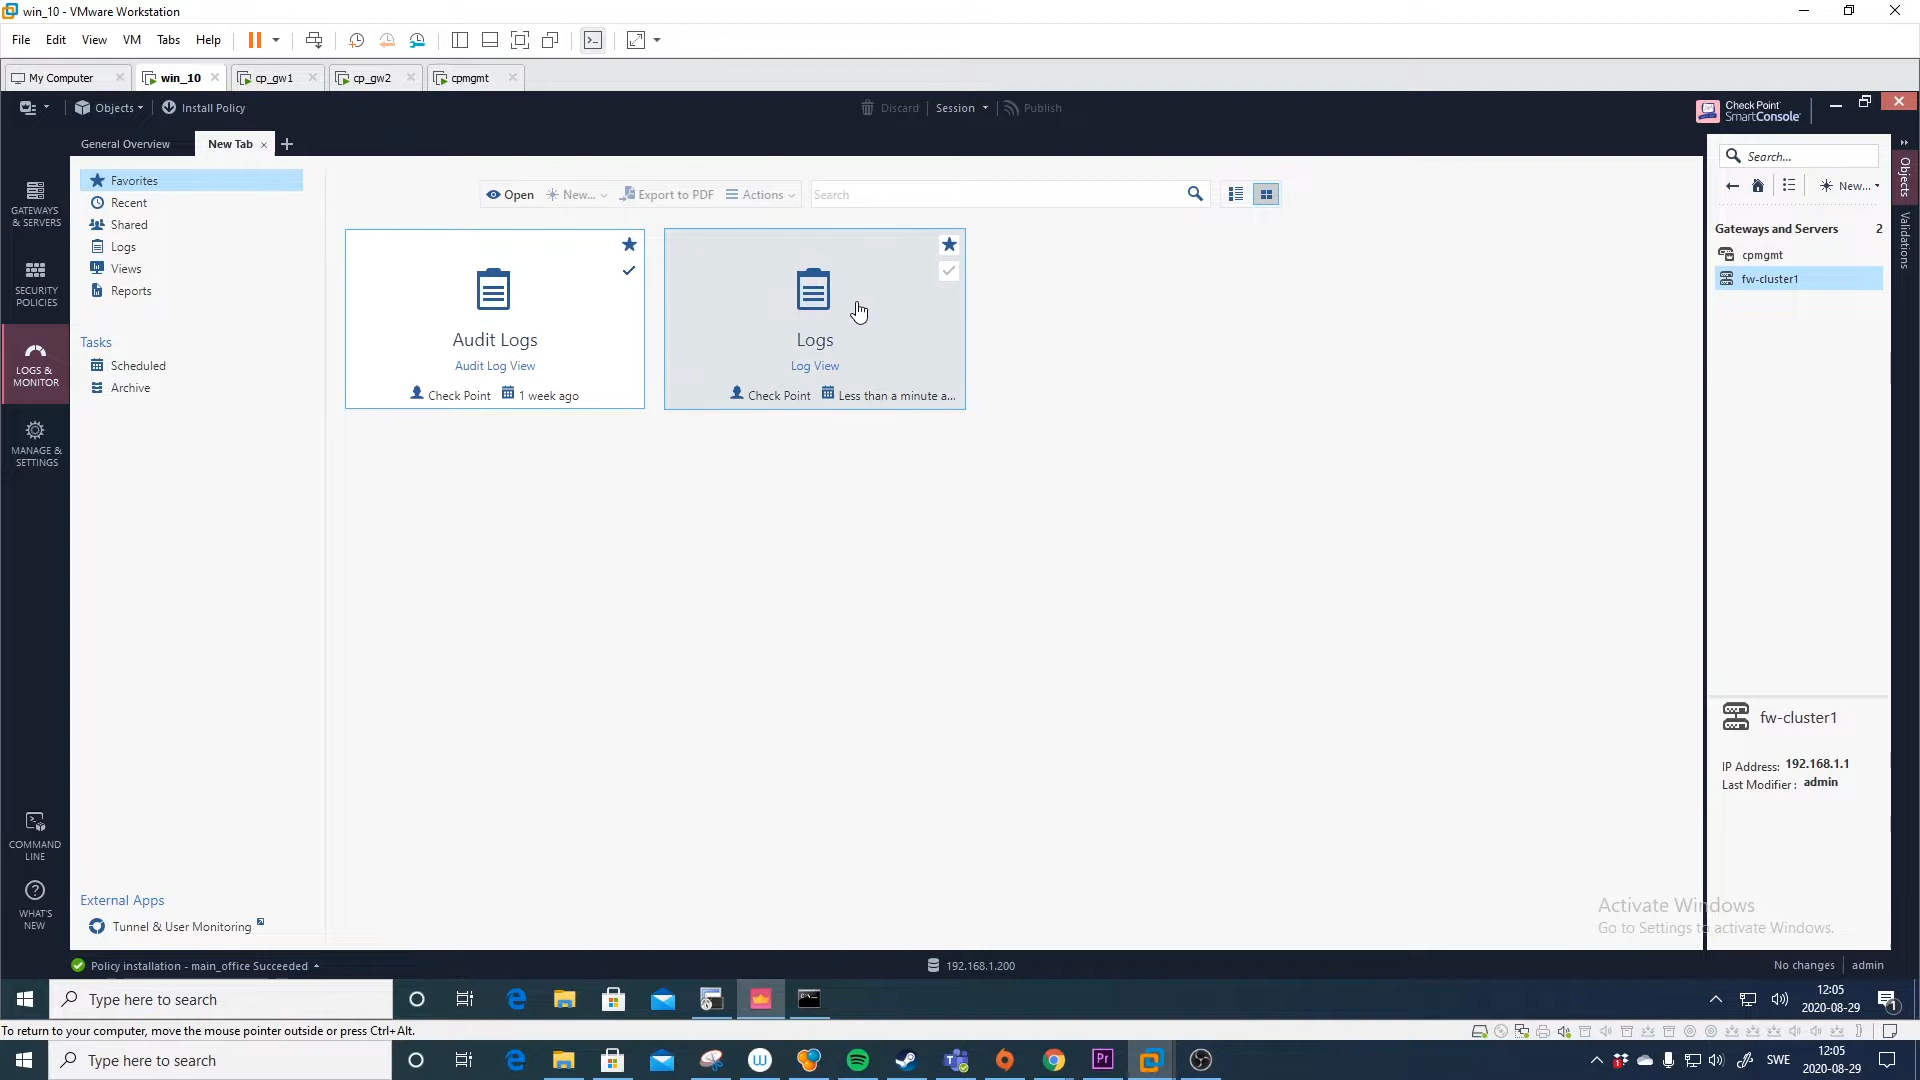 win_10 - VMware Workstation
File Edit View VM Tabs Help
My Computer win_10 cp_gw1 cp_gw2 cpmgmt
Objects Install Policy Discard Session Publish Check Point SmartConsole
General Overview New Tab
GATEWAYS & SERVERS
SECURITY POLICIES
LOGS & MONITOR
MANAGE & SETTINGS
COMMAND LINE
WHAT'S NEW
Favorites
Recent
Shared
Logs
Views
Reports
Tasks
Scheduled
Archive
External Apps
Tunnel & User Monitoring
Open New... Export to PDF Actions Search
Audit Logs
Audit Log View
Check Point 1 week ago
Logs
Log View
Check Point Less than a minute a...
Search...
New...
Gateways and Servers 2
cpmgmt
fw-cluster1
Objects
Validations
fw-cluster1
IP Address: 192.168.1.1
Last Modifier: admin
Activate Windows
Go to Settings to activate Windows.
Policy installation - main_office Succeeded 192.168.1.200 No changes admin
Type here to search 12:05
2020-08-29 1
To return to your computer, move the mouse pointer outside or press Ctrl+Alt.
Type here to search SWE 12:05
2020-08-29